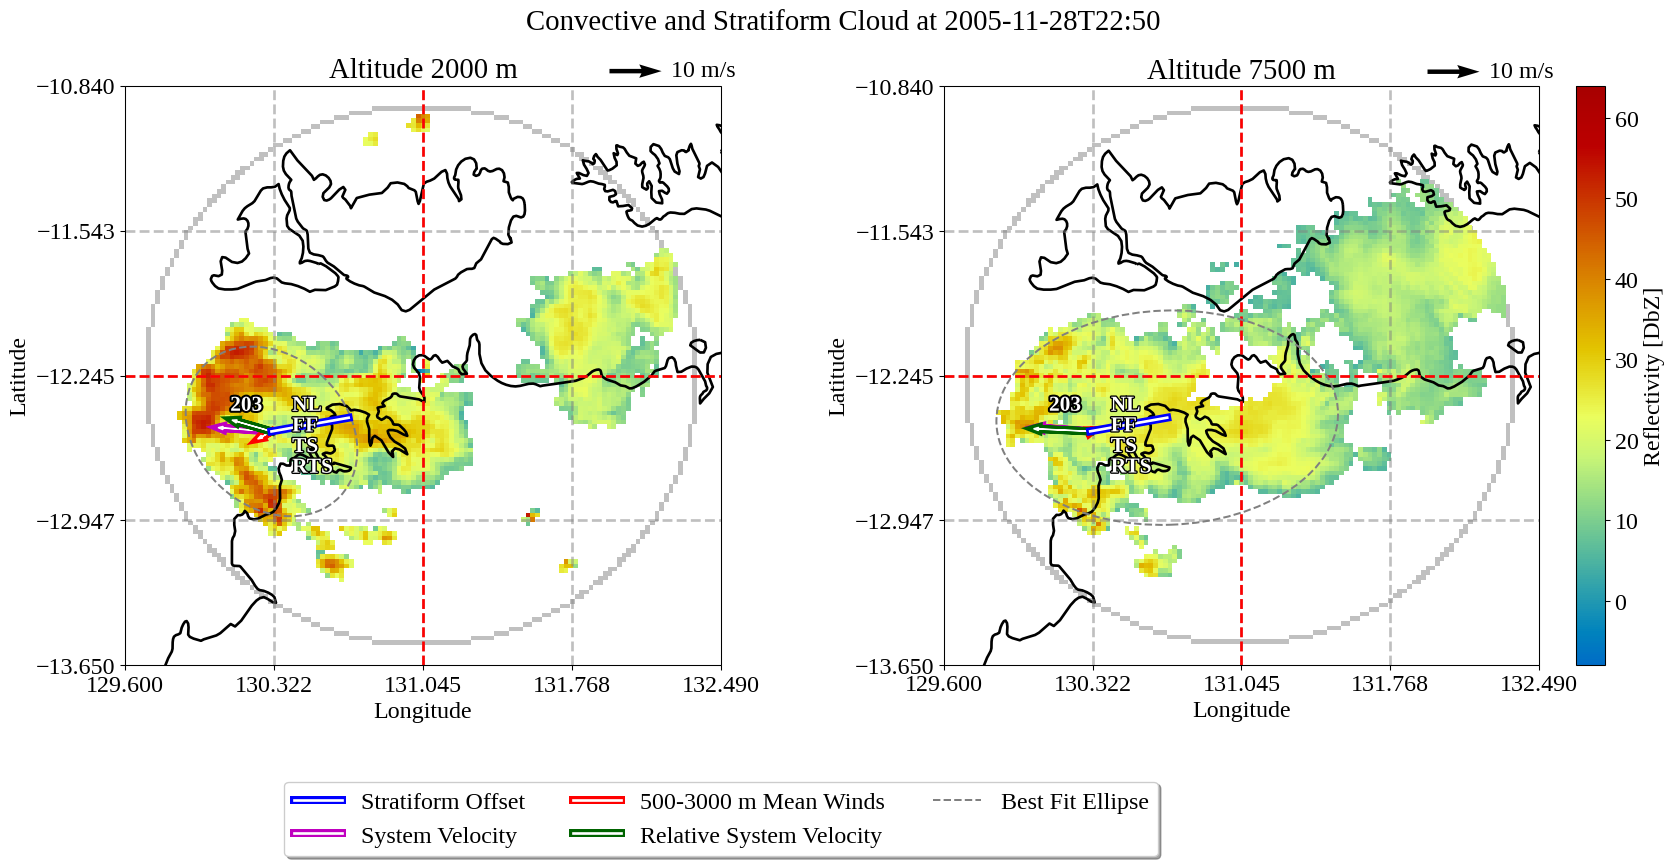 Convective and Stratiform Cloud at 2005-11-28T22:50
Altitude 2000 m
10 m/s
Altitude 7500 m
10 m/s
−10.840
−11.543
−12.245
−12.947
−13.650
Latitude
129.600
130.322
131.045
131.768
132.490
Longitude
203
NL
FF
TS
RTS
−10.840
−11.543
−12.245
−12.947
−13.650
Latitude
129.600
130.322
131.045
131.768
132.490
Longitude
203
NL
FF
TS
RTS
60
50
40
30
20
10
0
Reflectivity [DbZ]
Stratiform Offset
500-3000 m Mean Winds
Best Fit Ellipse
System Velocity
Relative System Velocity